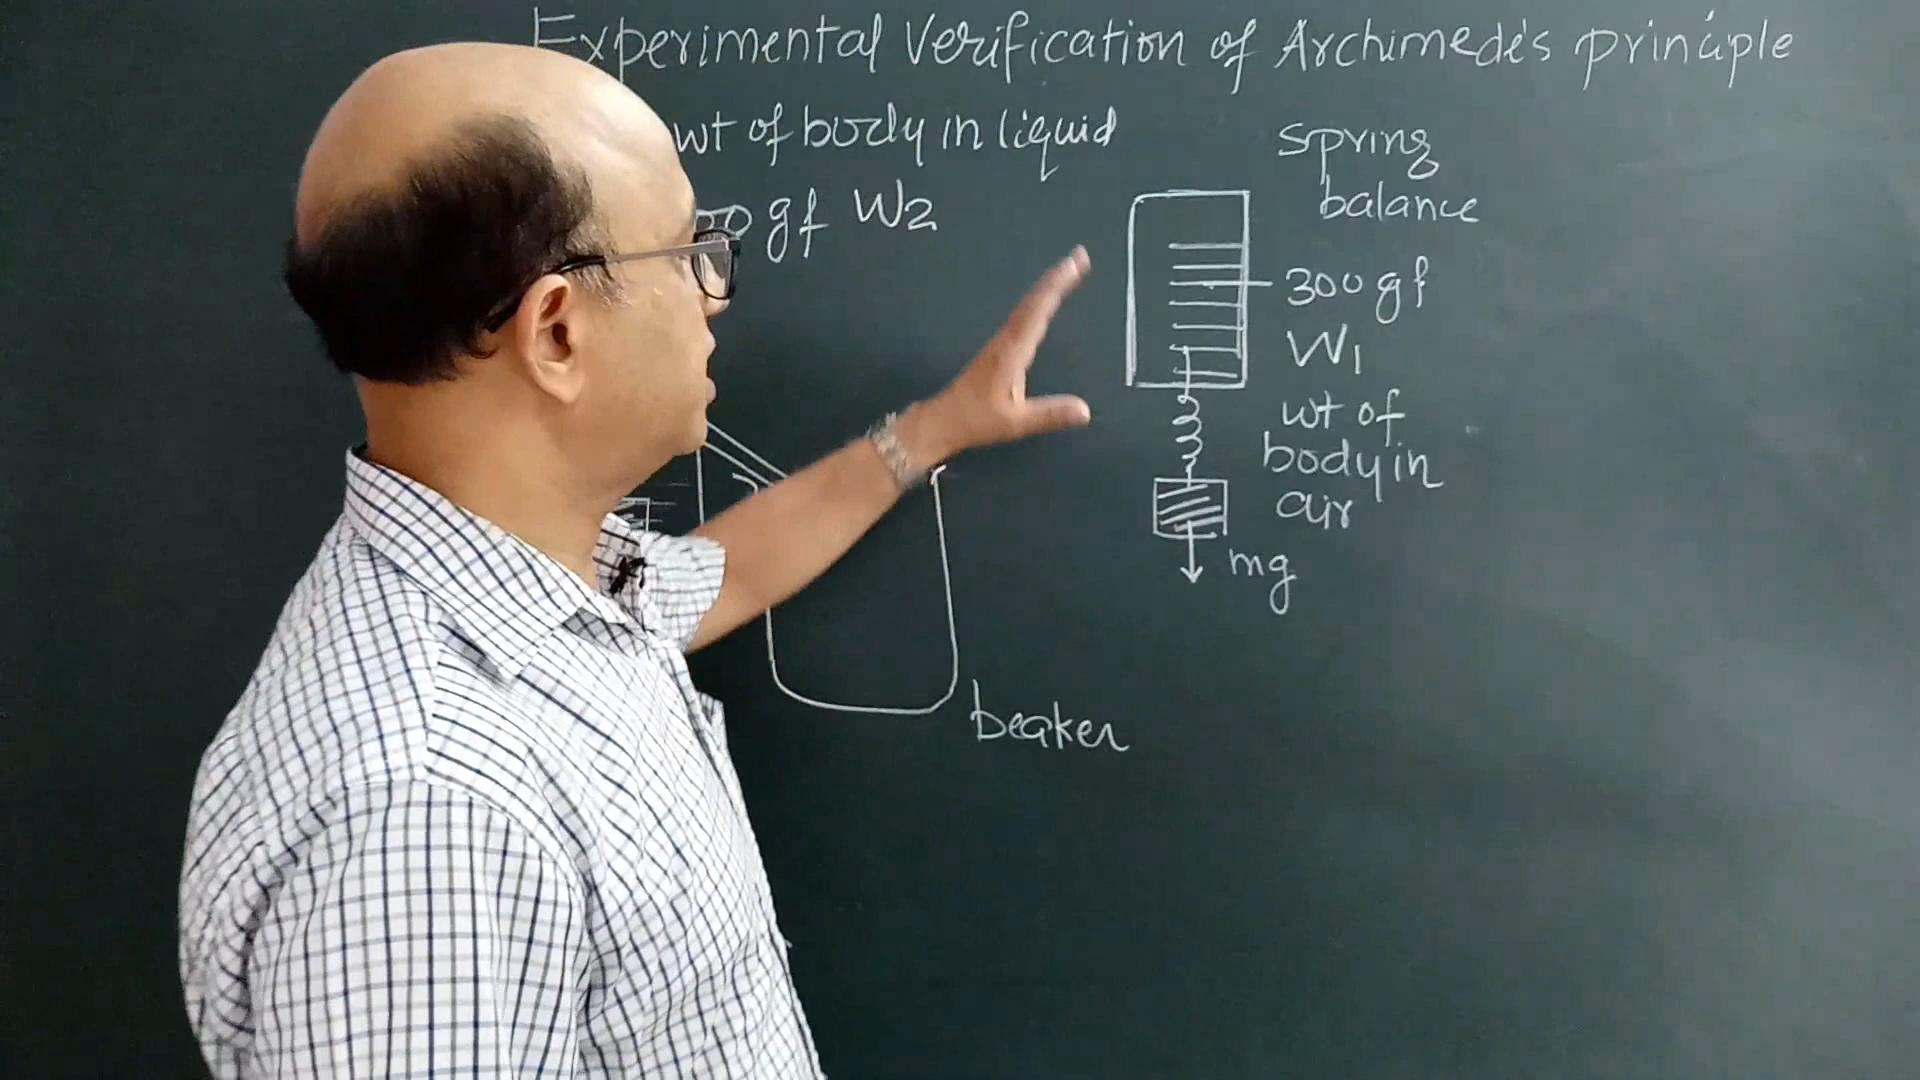 Experimental Verification of Archimede's principle
wt of body in liquid
gf W2
spring
balance
300 gf
W1
wt of
body in
air
mg
beaker